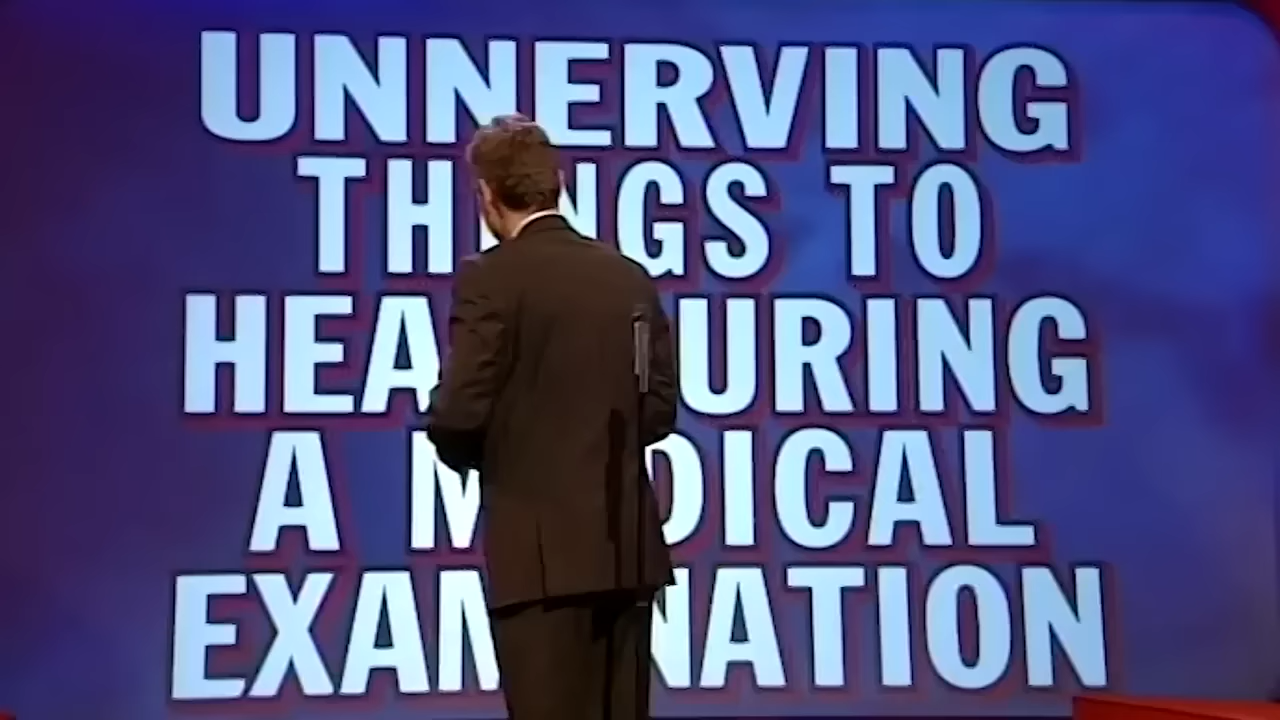 UNNERVING
THINGS TO
HEAR DURING
A MEDICAL
EXAMINATION